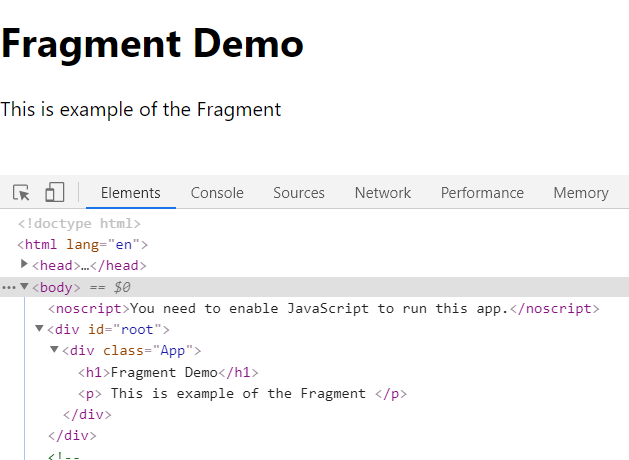 Fragment Demo
This is example of the Fragment
Elements Console Sources Network Performance Memory
<!doctype html>
<html lang="en">
<head>…</head>
<body> == $0
<noscript>You need to enable JavaScript to run this app.</noscript>
<div id="root">
<div class="App">
<h1>Fragment Demo</h1>
<p> This is example of the Fragment </p>
</div>
</div>
<!--